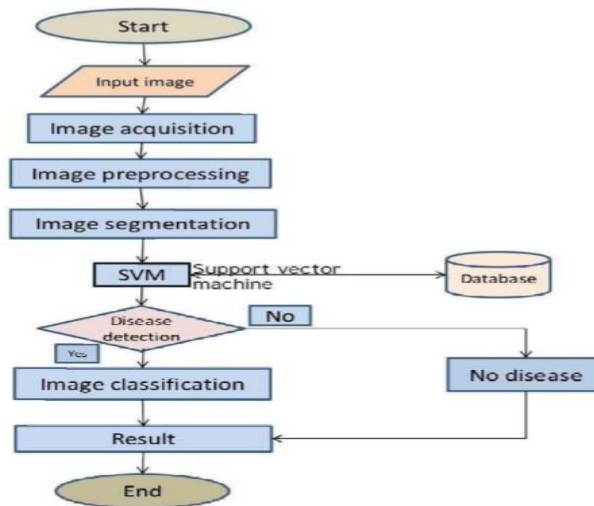 Start
Input image
Image acquisition
Image preprocessing
Image segmentation
SVM
Support vector
machine
Database
Disease
detection
No
Yes
Image classification
No disease
Result
End